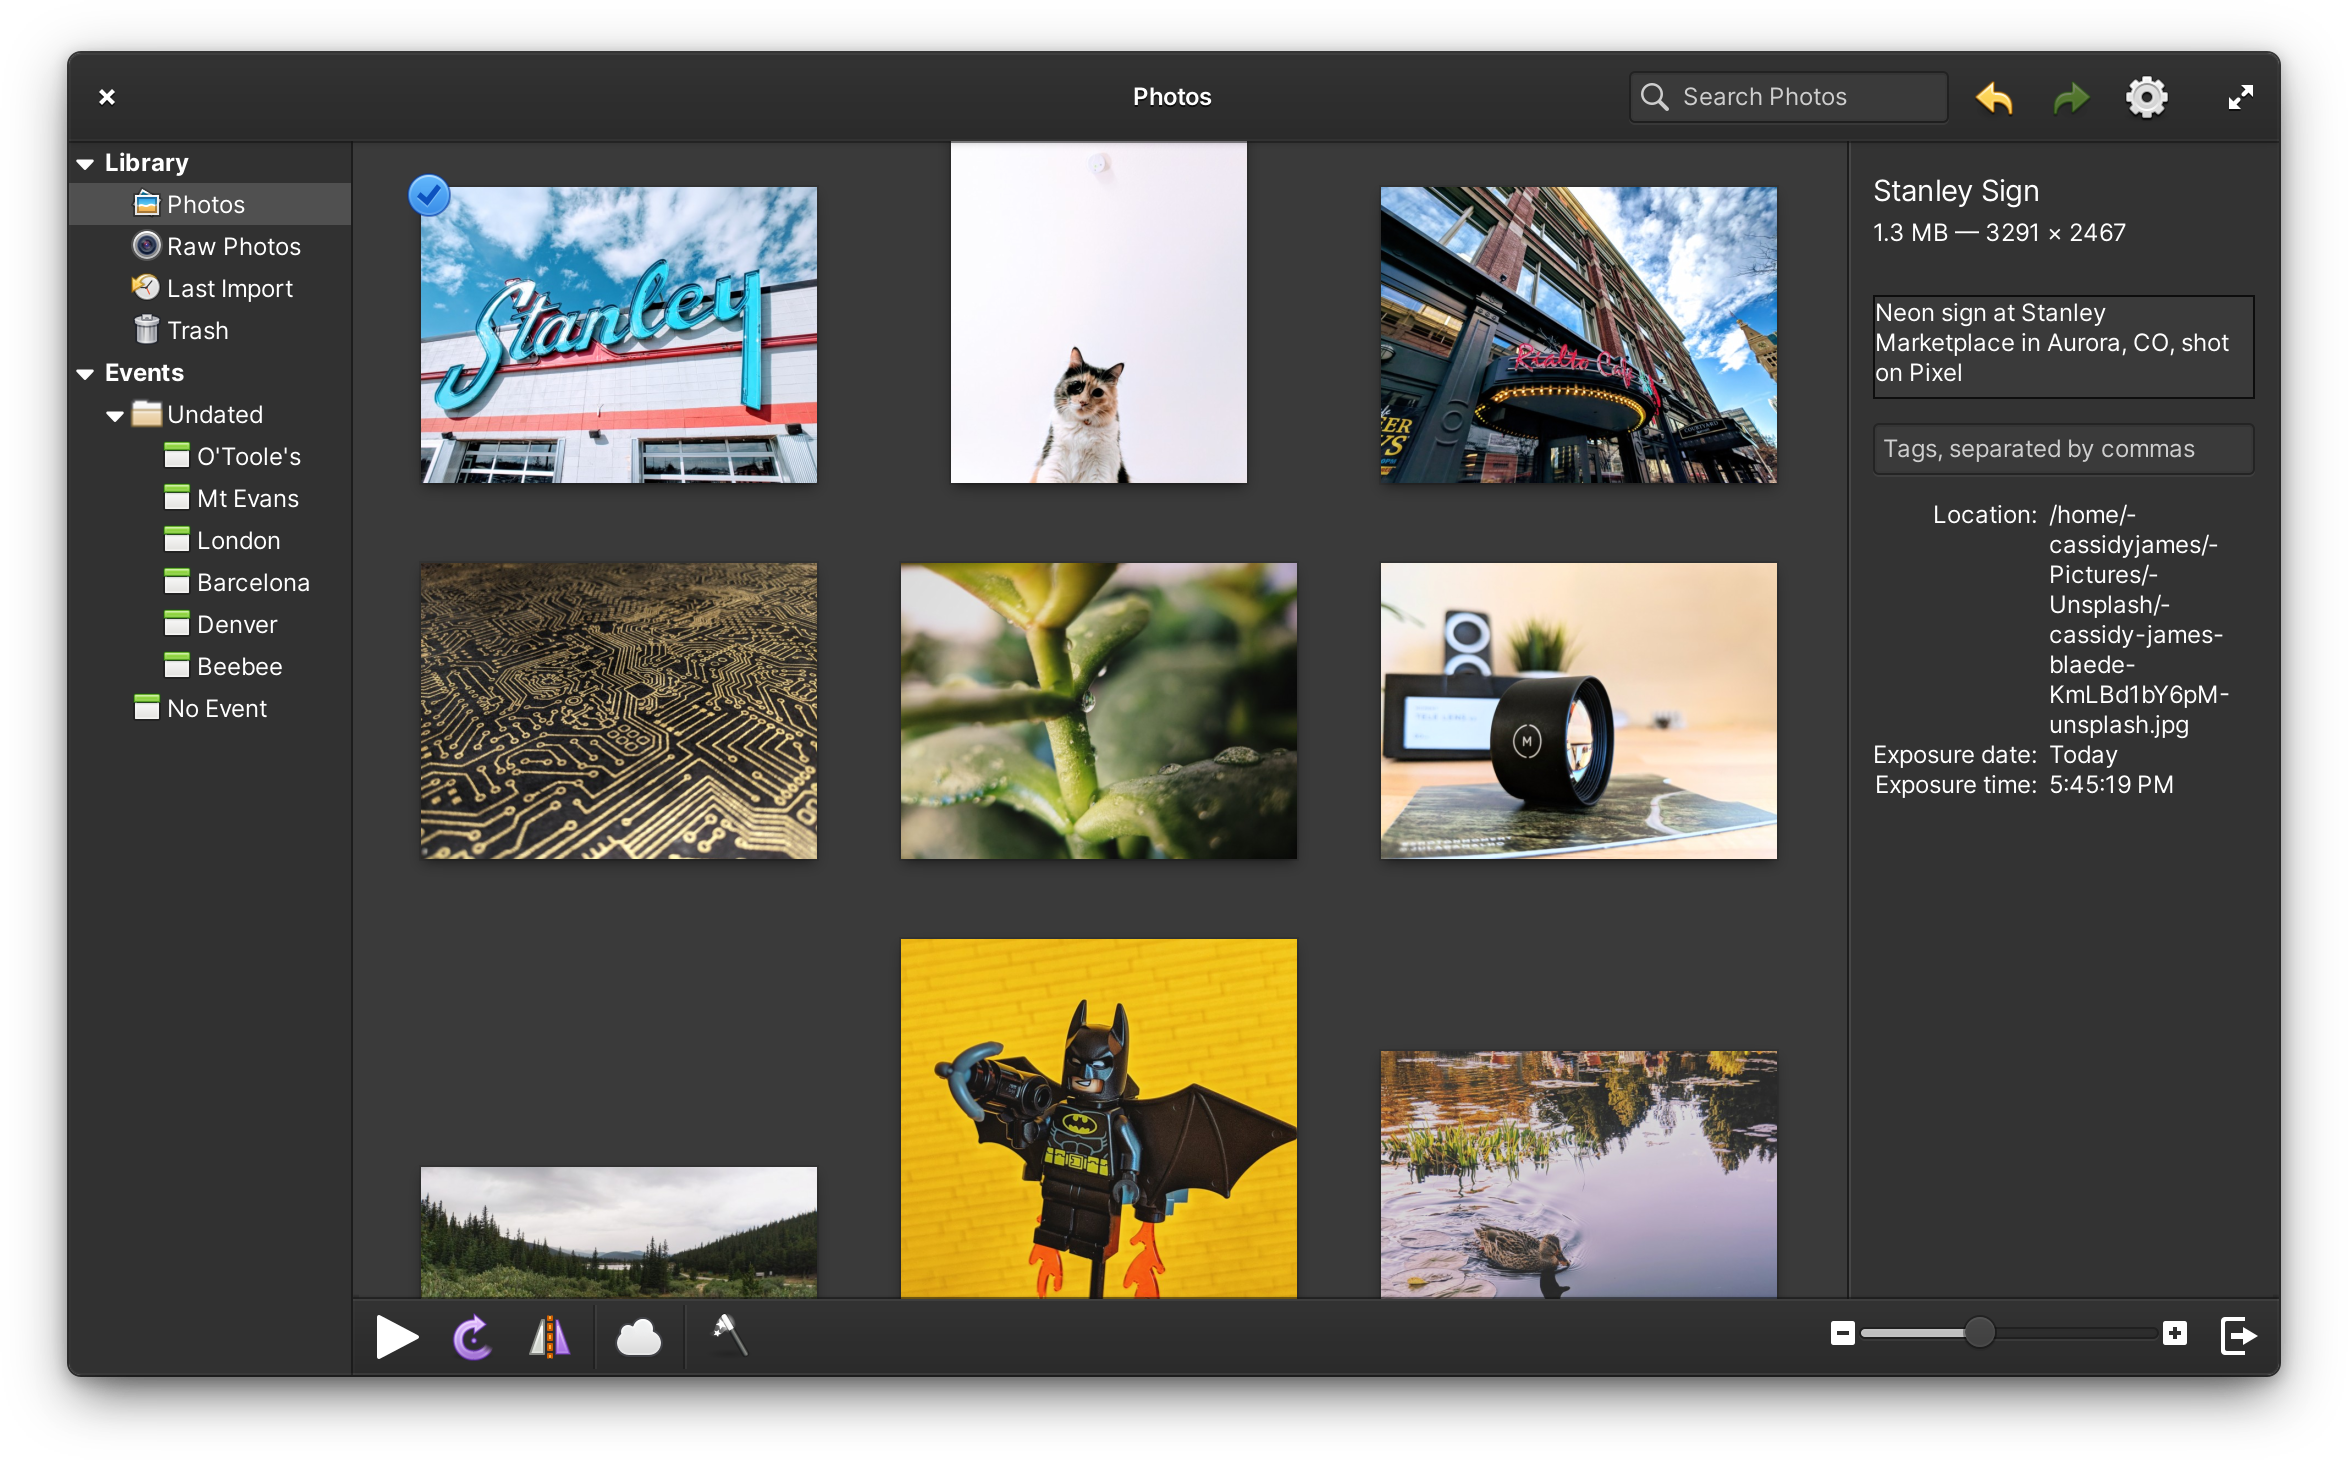 Photos
Search Photos
Library
Photos
Raw Photos
Last Import
Trash
Events
Undated
O'Toole's
Mt Evans
London
Barcelona
Denver
Beebee
No Event
Stanley
Rialto Cafe
COURTYARD
M
Stanley Sign
1.3 MB — 3291 × 2467
Neon sign at Stanley
Marketplace in Aurora, CO, shot
on Pixel
Tags, separated by commas
Location: /home/-
cassidyjames/-
Pictures/-
Unsplash/-
cassidy-james-
blaede-
KmLBd1bY6pM-
unsplash.jpg
Exposure date: Today
Exposure time: 5:45:19 PM